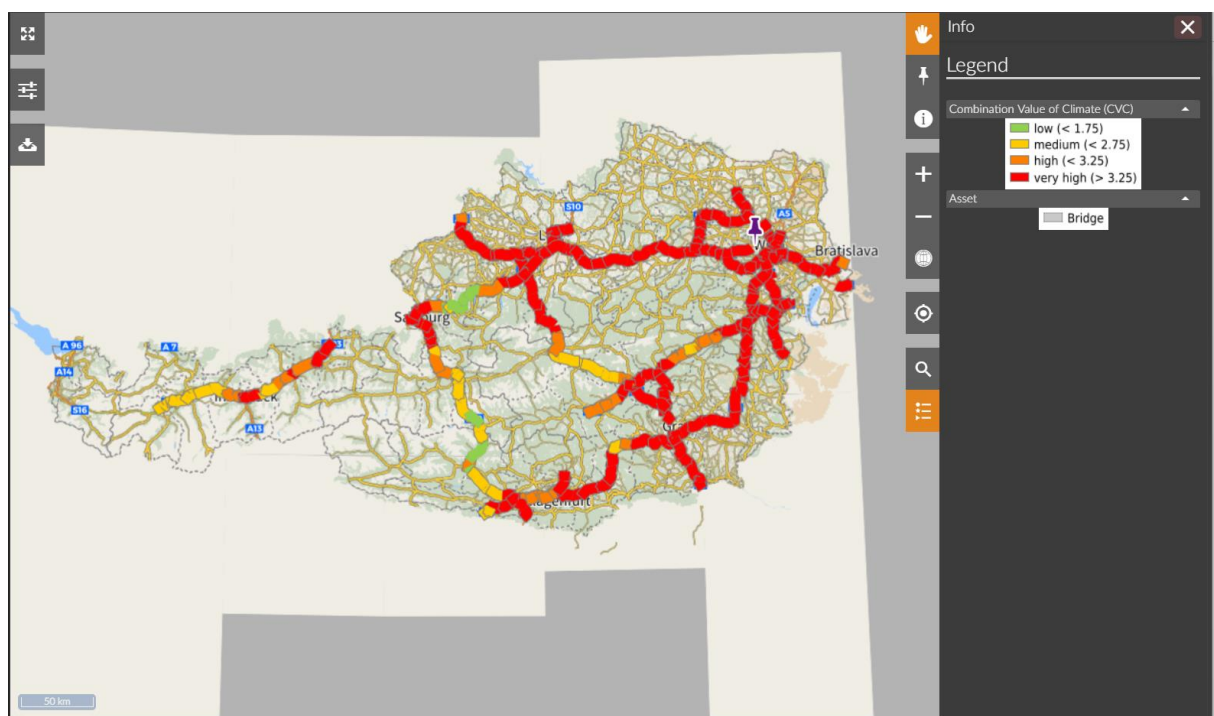 Info
Legend
Combination Value of Climate (CVC)
low (< 1.75)
medium (< 2.75)
high (< 3.25)
very high (> 3.25)
Asset
Bridge
S10
A5
Bratislava
A 96
A 7
A14
S16
A13
50 km